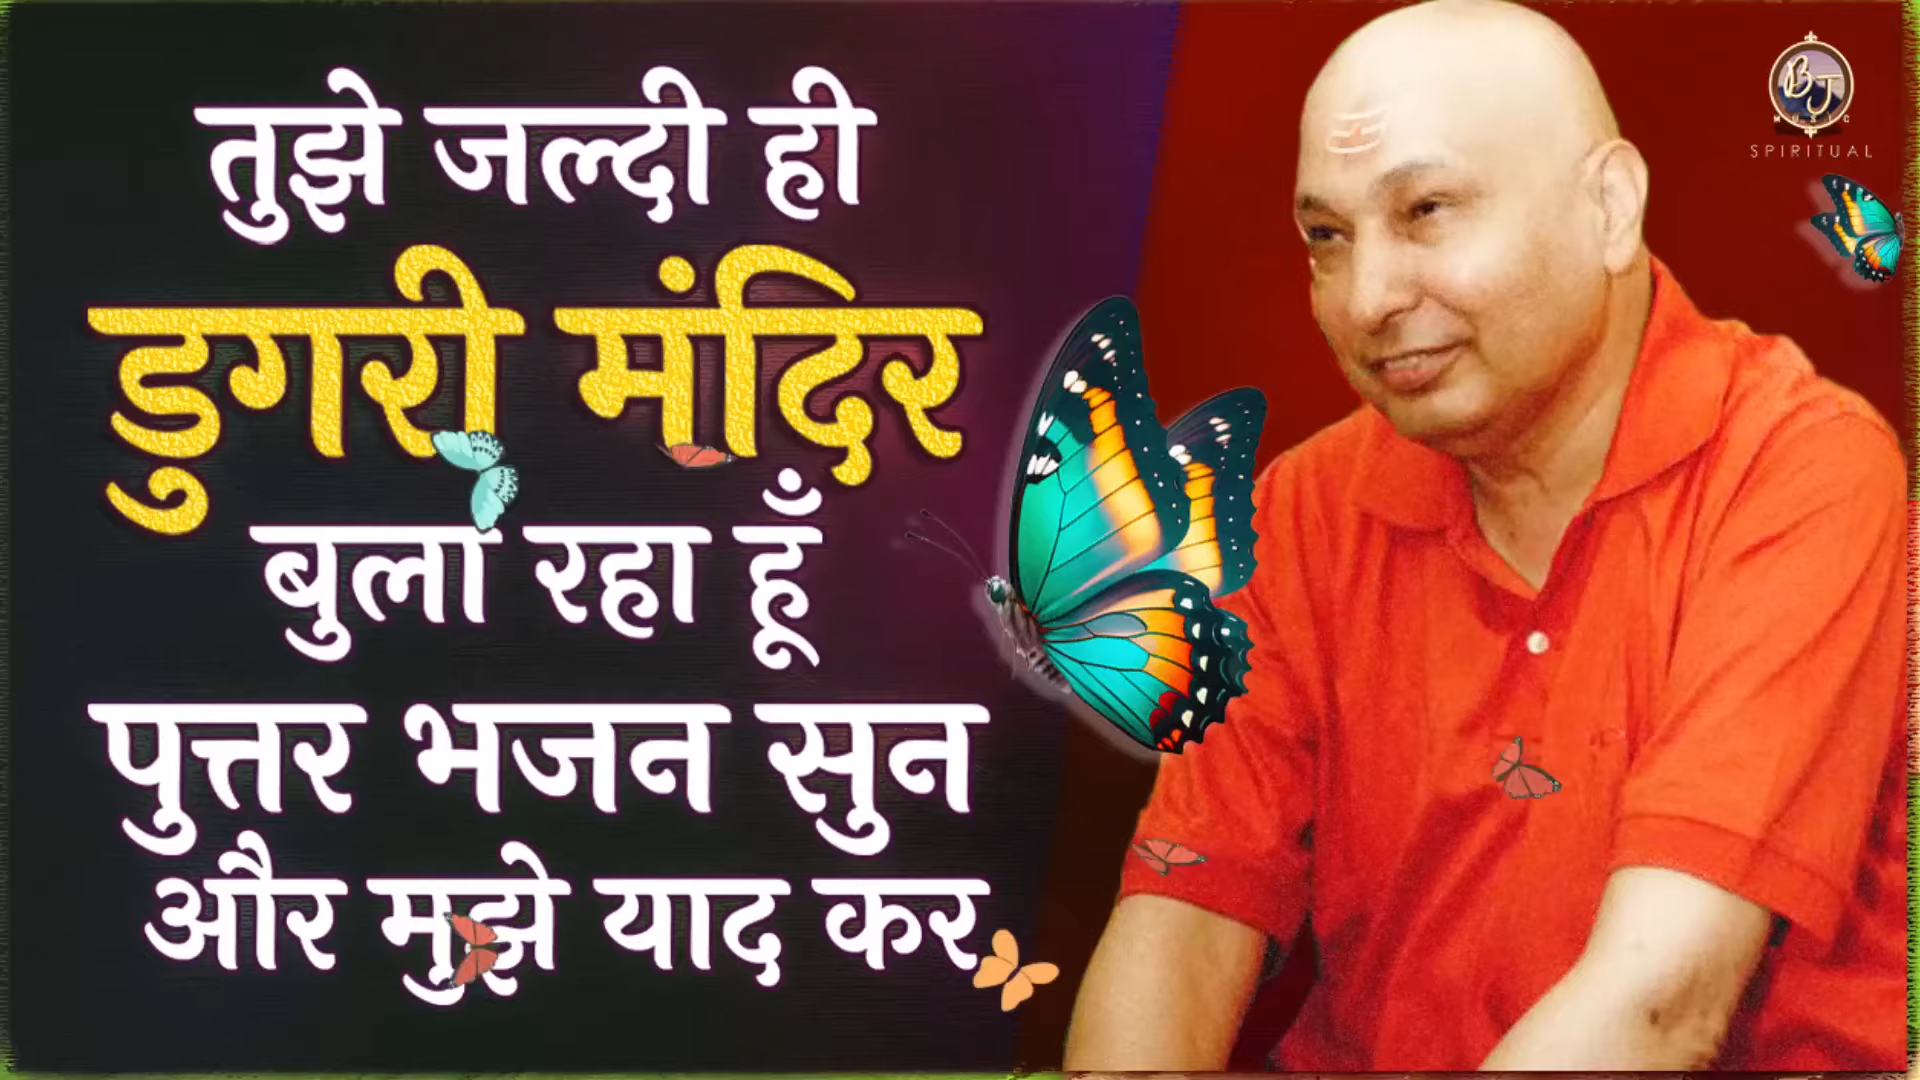 तुझे जल्दी ही
डुगरी मंदिर
बुला रहा हूँ
पुत्तर भजन सुन
और मुझे याद कर
BJ
MUSIC
SPIRITUAL